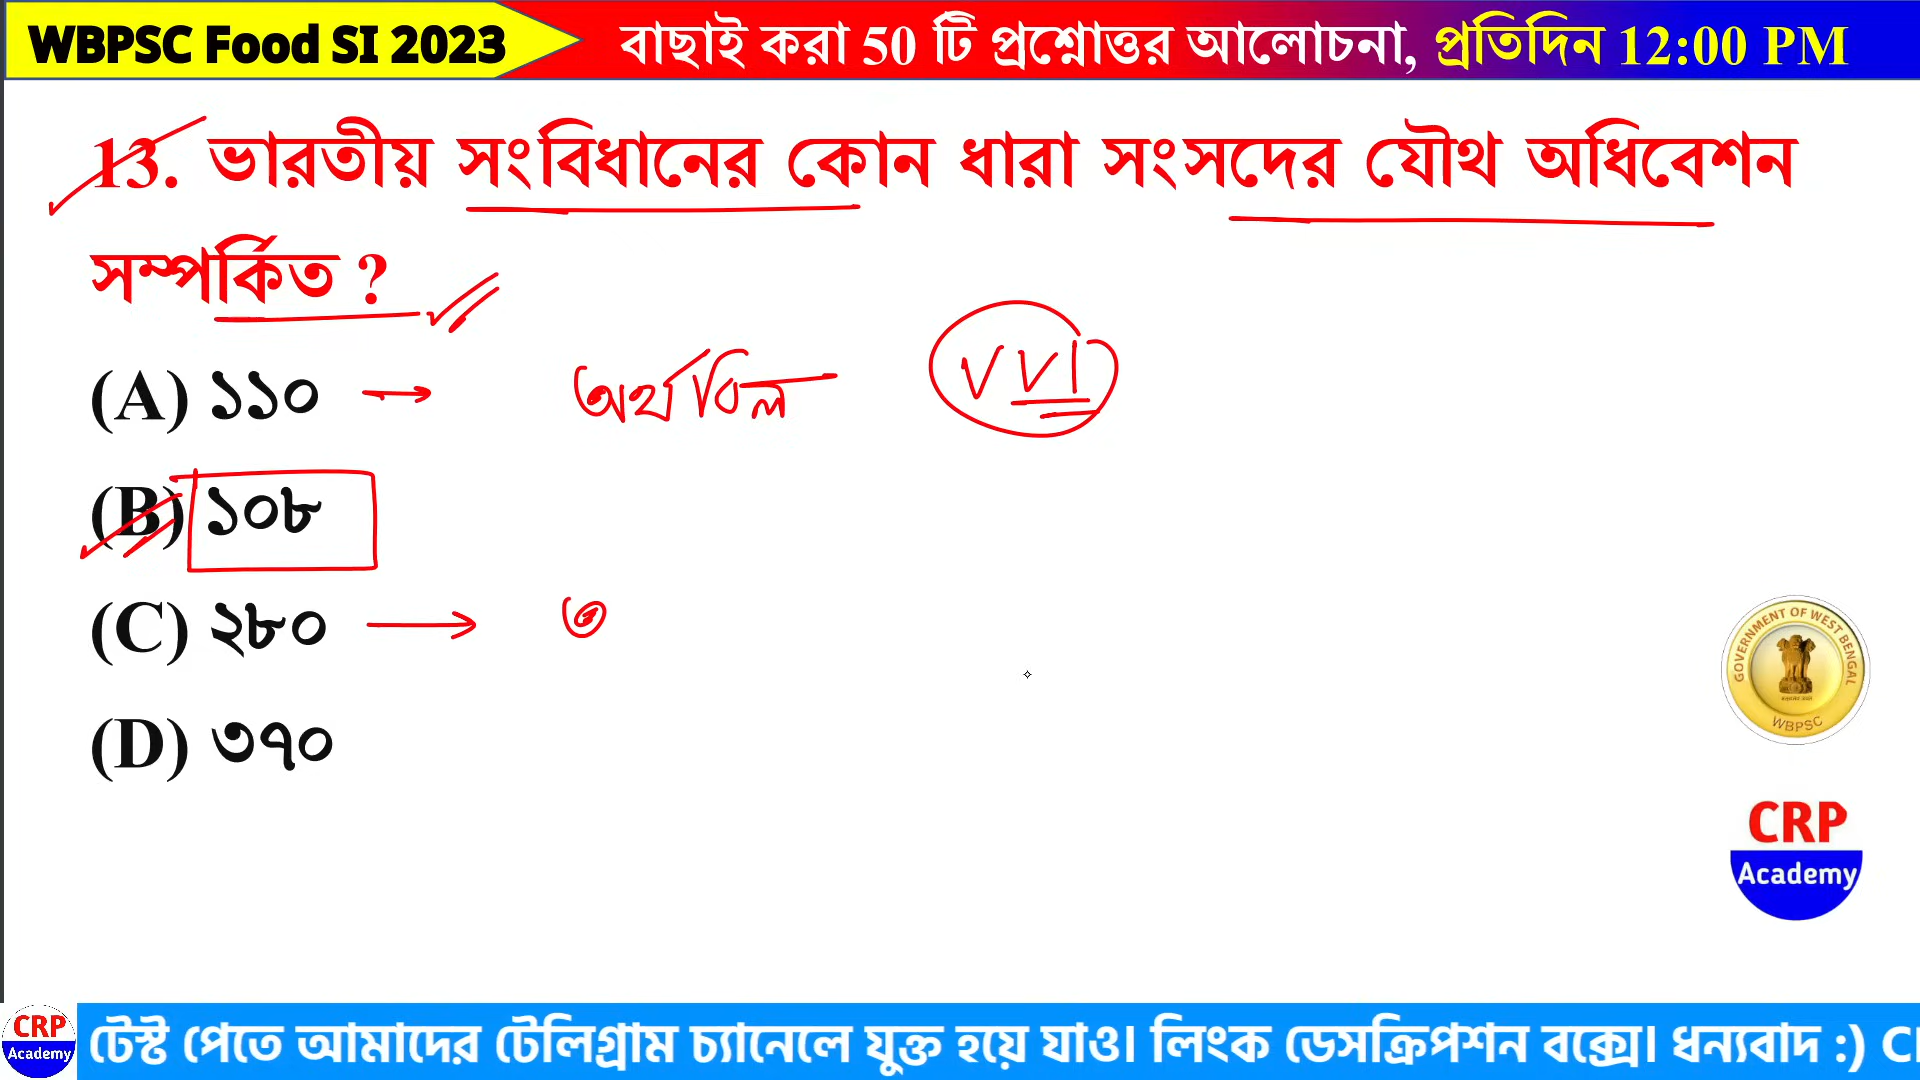 WBPSC Food SI 2023
বাছাই করা 50 টি প্রশ্নোত্তর আলোচনা, প্রতিদিন 12:00 PM
13. ভারতীয় সংবিধানের কোন ধারা সংসদের যৌথ অধিবেশন
সম্পর্কিত ?
(A) ১১০ → অর্থ বিল VVI
(B) ১০৮
(C) ২৮০ →
(D) ৩৭০
GOVERNMENT OF WEST BENGAL
WBPSC
CRP
Academy
CRP
Academy
টেস্ট পেতে আমাদের টেলিগ্রাম চ্যানেলে যুক্ত হয়ে যাও। লিংক ডেসক্রিপশন বক্সে। ধন্যবাদ :)